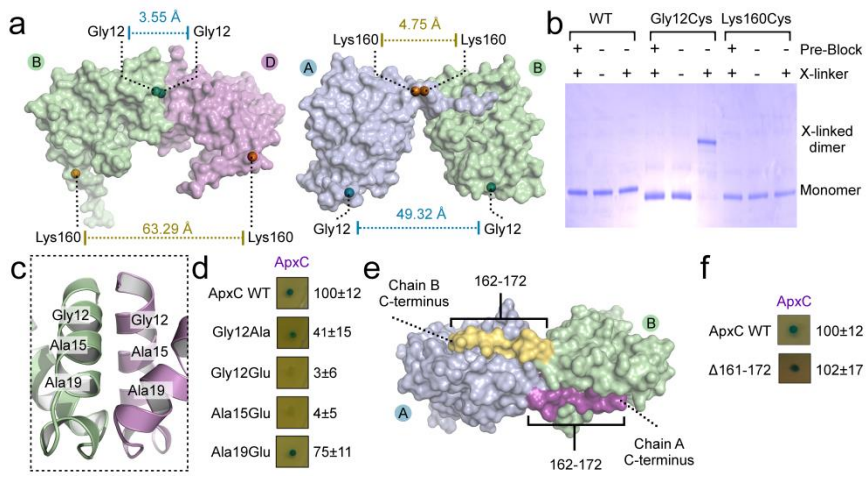 a
3.55 Å
Gly12 Gly12
B D
Lys160 Lys160
63.29 Å
4.75 Å
Lys160 Lys160
A B
Gly12 Gly12
49.32 Å
b
WT Gly12Cys Lys160Cys
+ - - + - - + - - Pre-Block
+ - + + - + + - + X-linker
X-linked
dimer
Monomer
c
Gly12 Gly12
Ala15 Ala15
Ala19 Ala19
d
ApxC
ApxC WT 100±12
Gly12Ala 41±15
Gly12Glu 3±6
Ala15Glu 4±5
Ala19Glu 75±11
e
162-172
Chain B
C-terminus
B
A
Chain A
C-terminus
162-172
f
ApxC
ApxC WT 100±12
Δ161-172 102±17